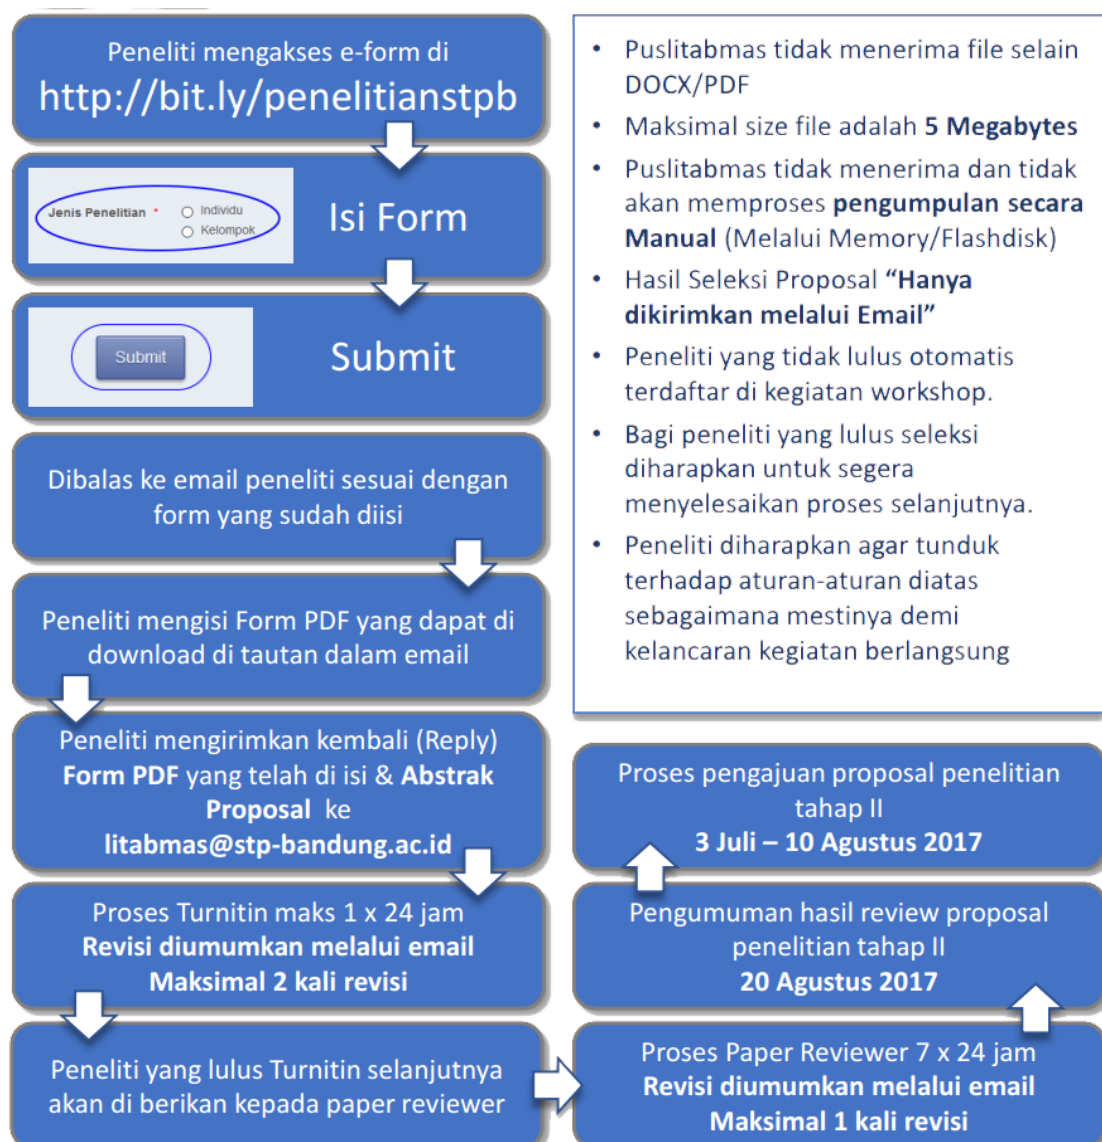 Peneliti mengakses e-form di
http://bit.ly/penelitianstpb
Jenis Penelitian * Individu
Kelompok
Isi Form
Submit
Submit
Dibalas ke email peneliti sesuai dengan
form yang sudah diisi
Peneliti mengisi Form PDF yang dapat di
download di tautan dalam email
Peneliti mengirimkan kembali (Reply)
Form PDF yang telah di isi & Abstrak
Proposal ke
litabmas@stp-bandung.ac.id
Proses Turnitin maks 1 x 24 jam
Revisi diumumkan melalui email
Maksimal 2 kali revisi
Peneliti yang lulus Turnitin selanjutnya
akan di berikan kepada paper reviewer
• Puslitabmas tidak menerima file selain
DOCX/PDF
• Maksimal size file adalah 5 Megabytes
• Puslitabmas tidak menerima dan tidak
akan memproses pengumpulan secara
Manual (Melalui Memory/Flashdisk)
• Hasil Seleksi Proposal “Hanya
dikirimkan melalui Email”
• Peneliti yang tidak lulus otomatis
terdaftar di kegiatan workshop.
• Bagi peneliti yang lulus seleksi
diharapkan untuk segera
menyelesaikan proses selanjutnya.
• Peneliti diharapkan agar tunduk
terhadap aturan-aturan diatas
sebagaimana mestinya demi
kelancaran kegiatan berlangsung
Proses pengajuan proposal penelitian
tahap II
3 Juli – 10 Agustus 2017
Pengumuman hasil review proposal
penelitian tahap II
20 Agustus 2017
Proses Paper Reviewer 7 x 24 jam
Revisi diumumkan melalui email
Maksimal 1 kali revisi